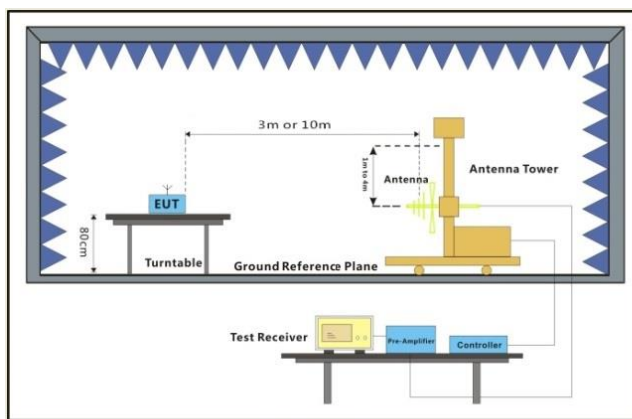 3m or 10m
1m to 4m
Antenna
Antenna Tower
EUT
80cm
Turntable
Ground Reference Plane
Test Receiver
Pre-Amplifier
Controller